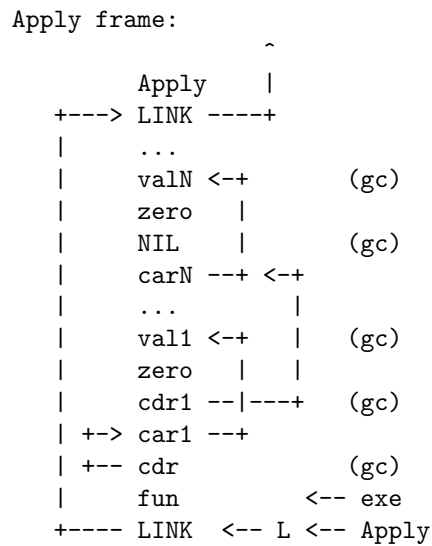 Apply frame:
^
Apply |
+---> LINK ----+
| ...
| valN <-+ (gc)
| zero |
| NIL | (gc)
| carN --+ <-+
| ... |
| val1 <-+ | (gc)
| zero | |
| cdr1 --|---+ (gc)
| +-> car1 --+
| +-- cdr (gc)
| fun <-- exe
+---- LINK <-- L <-- Apply